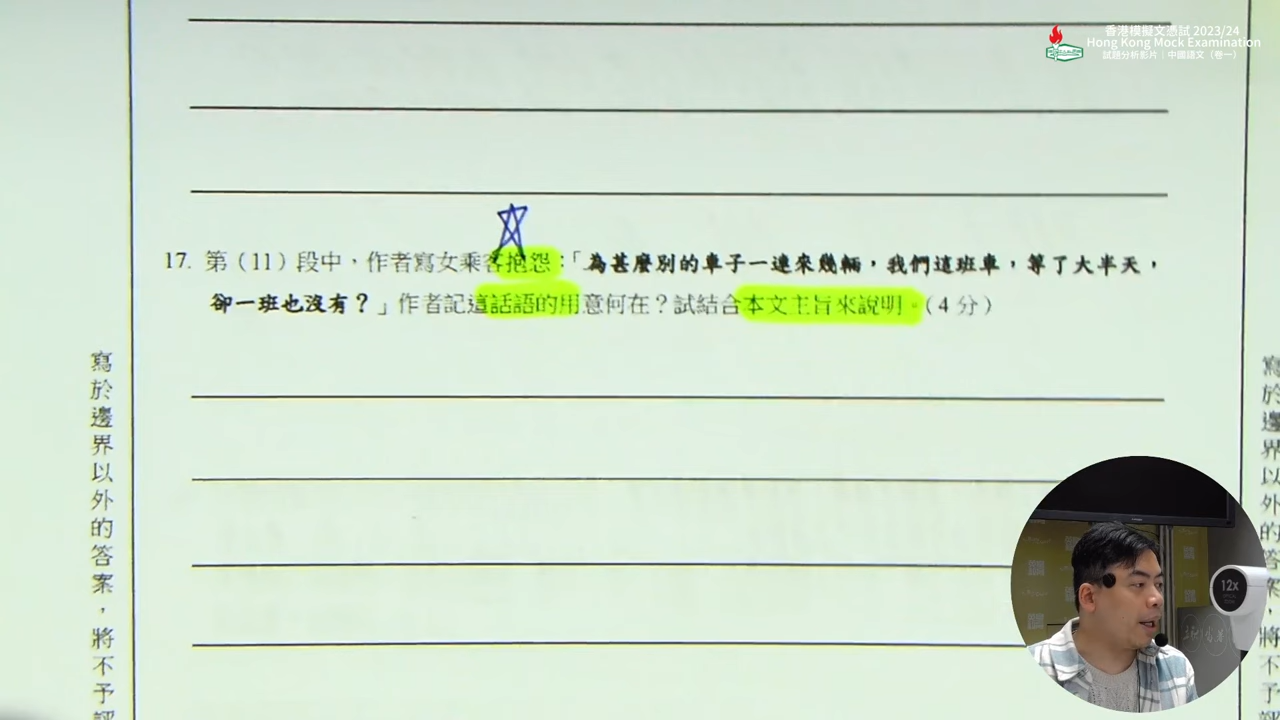 香港模擬文憑試 2023/24
Hong Kong Mock Examination
試題分析影片｜中國語文（卷一）
17. 第（11）段中，作者寫女乘客抱怨：「為甚麼別的車子一連來幾輛，我們這班車，等了大半天，
卻一班也沒有？」作者記這話語的用意何在？試結合本文主旨來說明。（4 分）
寫於邊界以外的答案，將不予評
寫於邊界以外的答案，將不予評
12x